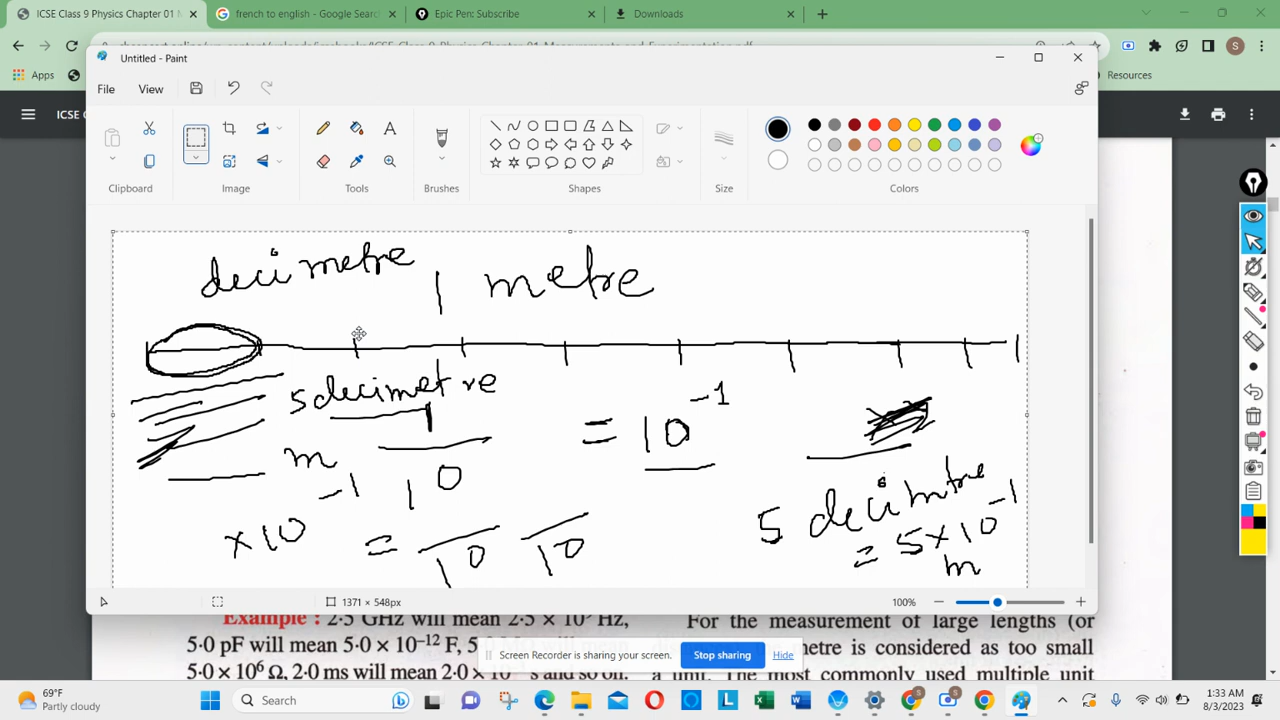 ICSE Class 9 Physics Chapter 01 M
french to english - Google Searc
Epic Pen: Subscribe
Downloads
Apps
Resources
ICSE C
Untitled - Paint
File
View
Clipboard
Image
Tools
Brushes
Shapes
Size
Colors
decimetre
1 metre
5 decimetre
m
1
10
= 10⁻¹
×10⁻¹
=
10
10
5 decimtre
= 5×10⁻¹
m
1371 × 548px
100%
Example : 2·5 GHz will mean 2·5 × 10⁹ Hz,
5·0 pF will mean 5·0 × 10⁻¹² F, 5·0 M
5·0 × 10⁶ Ω, 2·0 ms will mean 2·0
so on.
For the measurement of large lengths (or
metre is considered as too small
a unit. The most commonly used multiple unit
Screen Recorder is sharing your screen.
Stop sharing
Hide
69°F
Partly cloudy
Search
1:33 AM
8/3/2023